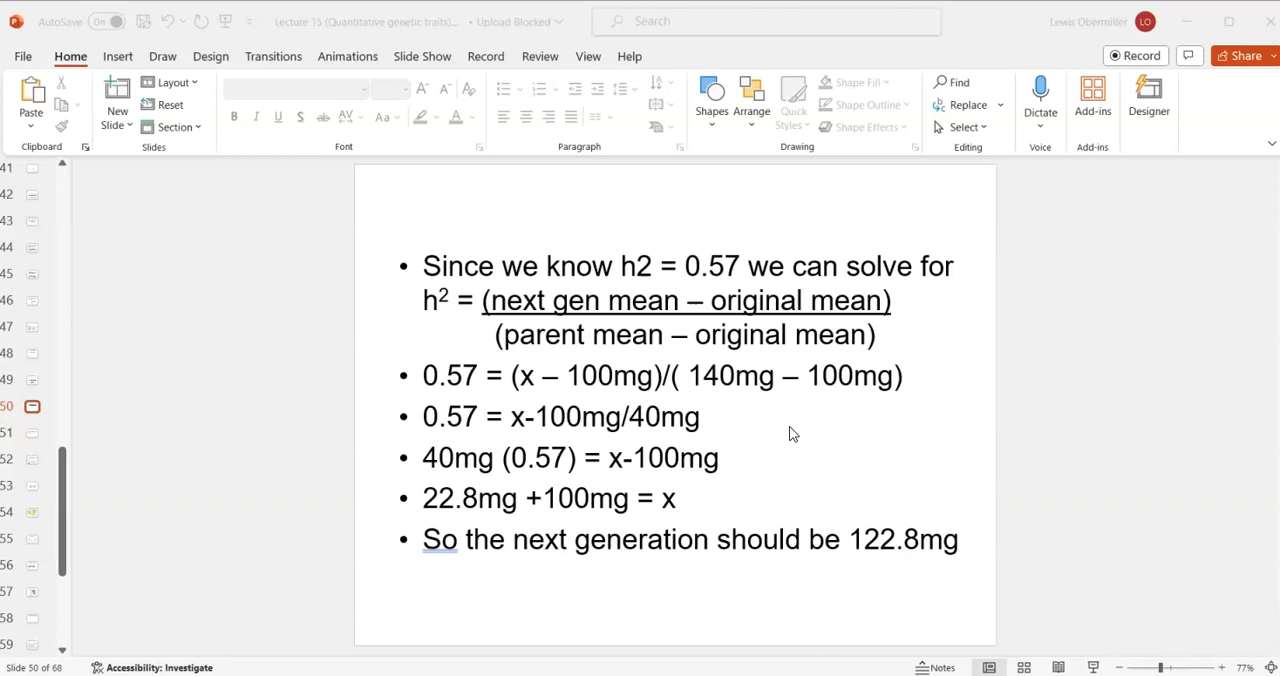 AutoSave On Lecture 15 (Quantitative genetic traits)... • Upload Blocked Search Lewis Obermiller LO
File Home Insert Draw Design Transitions Animations Slide Show Record Review View Help Record Share
Paste
Clipboard
New
Slide
Layout
Reset
Section
Slides
B I U S ab AV Aa A
Font
Paragraph
Shapes
Arrange
Quick
Styles
Shape Fill
Shape Outline
Shape Effects
Drawing
Find
Replace
Select
Editing
Dictate
Voice
Add-ins
Add-ins
Designer
41
42
43
44
45
46
47
48
49
50
51
52
53
54
55
56
57
58
59
• Since we know h2 = 0.57 we can solve for
h² = (next gen mean – original mean)
(parent mean – original mean)
• 0.57 = (x – 100mg)/( 140mg – 100mg)
• 0.57 = x-100mg/40mg
• 40mg (0.57) = x-100mg
• 22.8mg +100mg = x
• So the next generation should be 122.8mg
Slide 50 of 68 Accessibility: Investigate Notes 77%